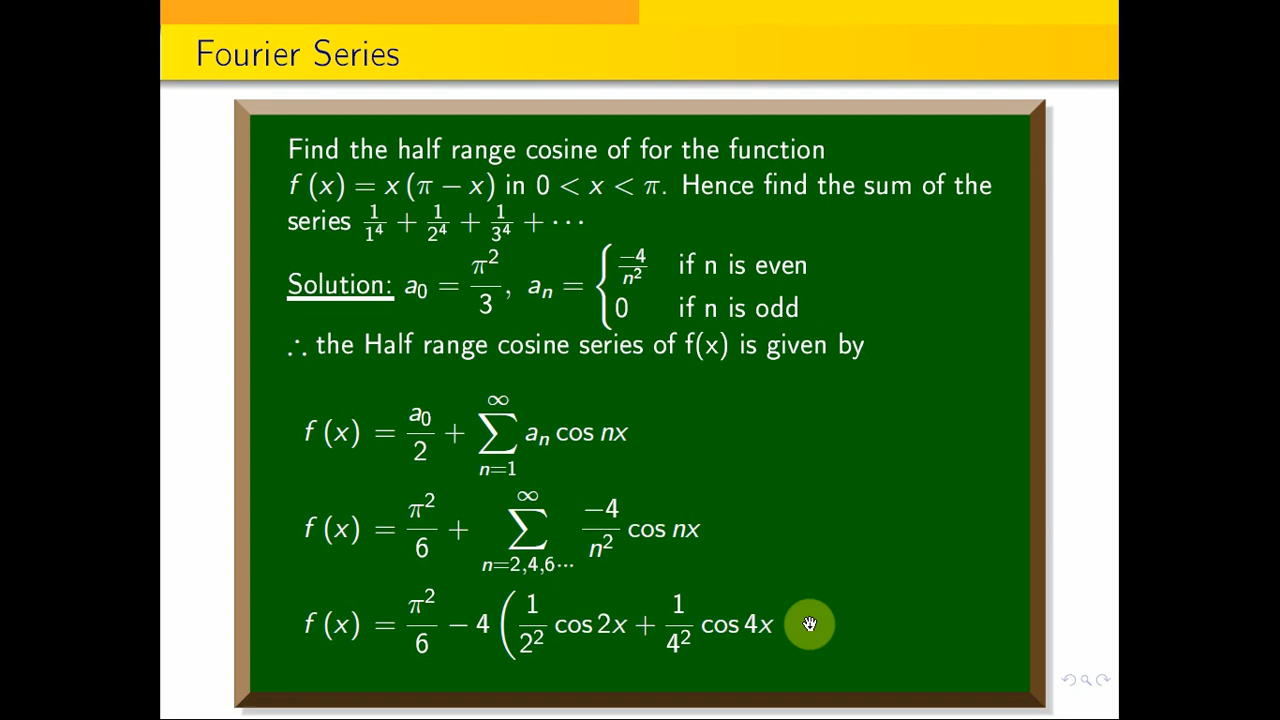 Fourier Series
Find the half range cosine of for the function
f (x) = x (π − x) in 0 < x < π. Hence find the sum of the
series 1/1⁴ + 1/2⁴ + 1/3⁴ + ⋯
Solution: a₀ = π²/3, aₙ = { −4/n² if n is even
0 if n is odd
∴ the Half range cosine series of f(x) is given by
f (x) = a₀/2 + ∑_{n=1}^{∞} aₙ cos nx
f (x) = π²/6 + ∑_{n=2,4,6⋯}^{∞} −4/n² cos nx
f (x) = π²/6 − 4 ( 1/2² cos 2x + 1/4² cos 4x